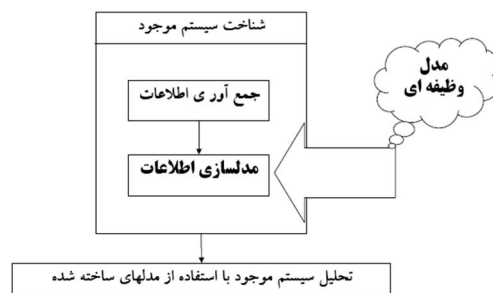 شناخت سیستم موجود
جمع آور ی اطلاعات
مدلسازی اطلاعات
مدل
وظیفه ای
تحلیل سیستم موجود با استفاده از مدلهای ساخته شده